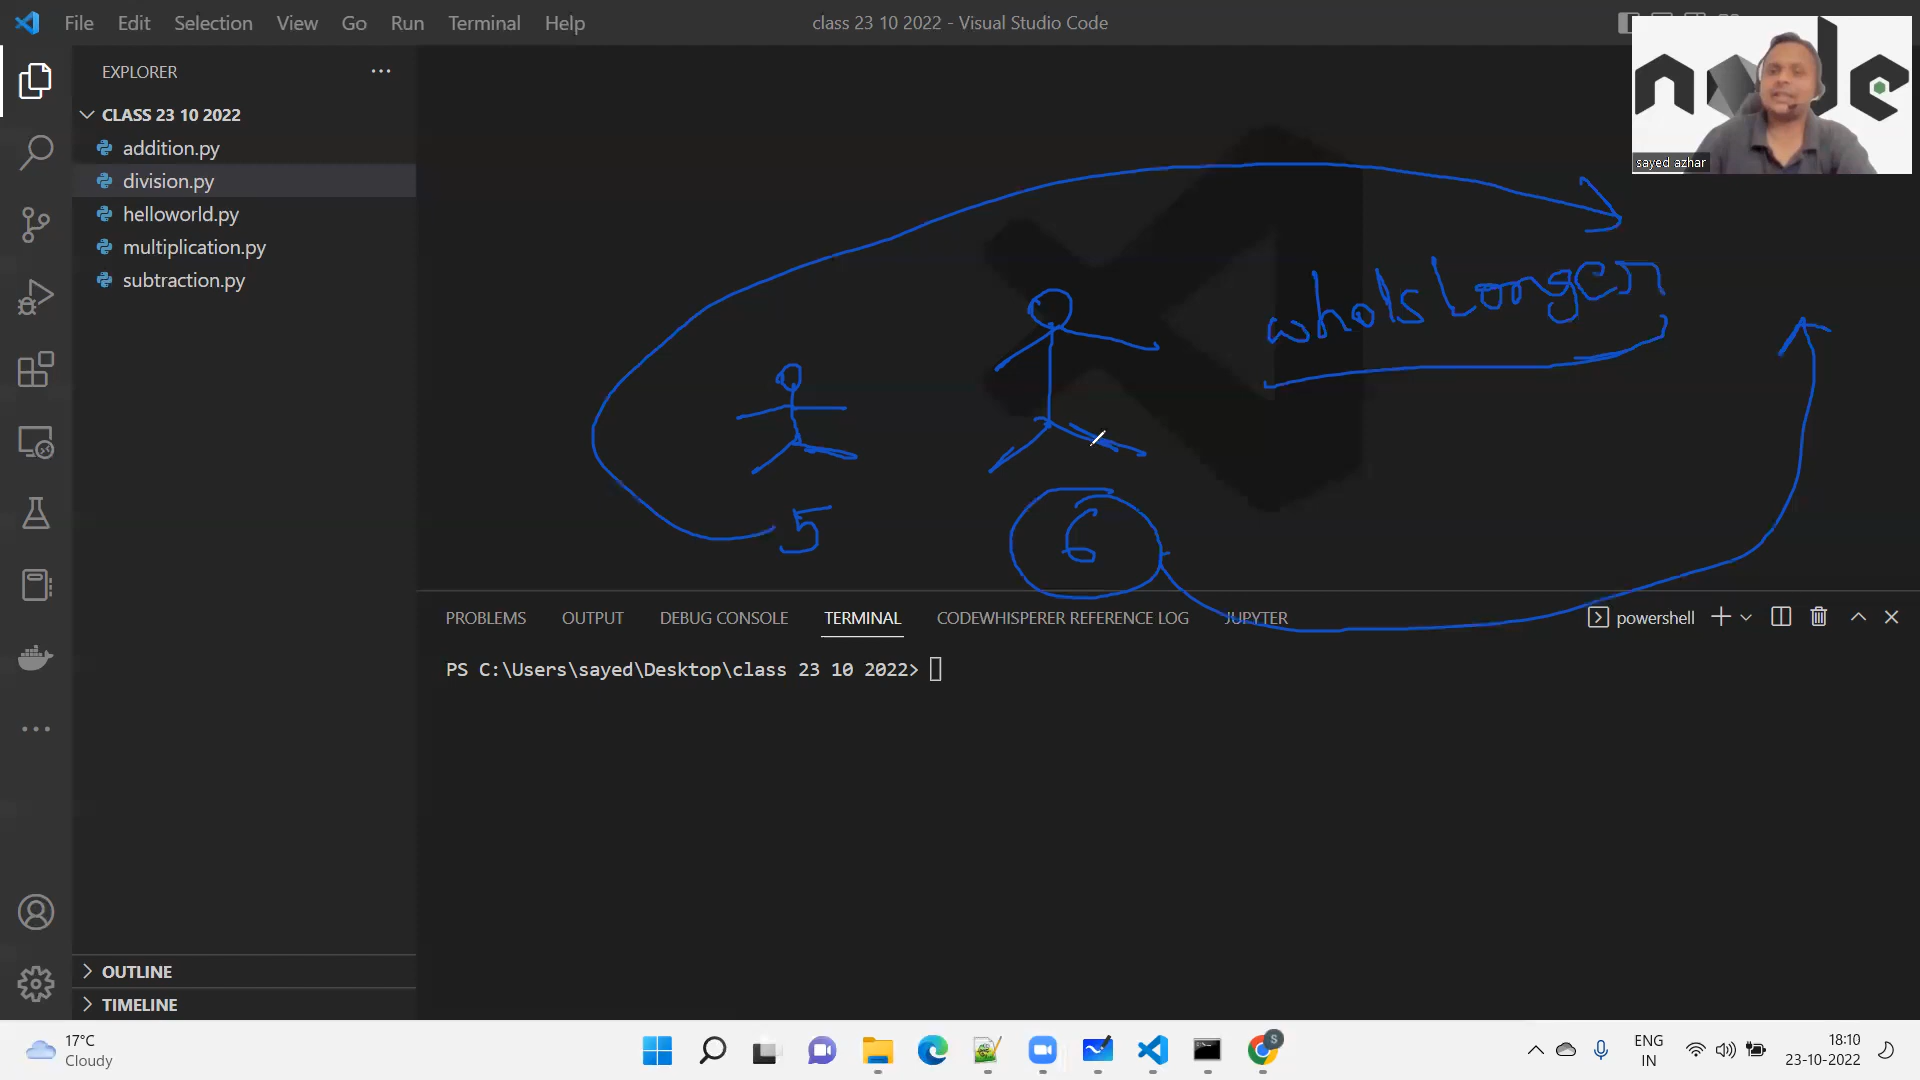 File Edit Selection View Go Run Terminal Help
class 23 10 2022 - Visual Studio Code
node
sayed azhar
EXPLORER
CLASS 23 10 2022
addition.py
division.py
helloworld.py
multiplication.py
subtraction.py
whoIsLonger
5
6
PROBLEMS OUTPUT DEBUG CONSOLE TERMINAL CODEWHISPERER REFERENCE LOG JUPYTER powershell
PS C:\Users\sayed\Desktop\class 23 10 2022>
OUTLINE
TIMELINE
17°C
Cloudy
S
ENG
IN
18:10
23-10-2022